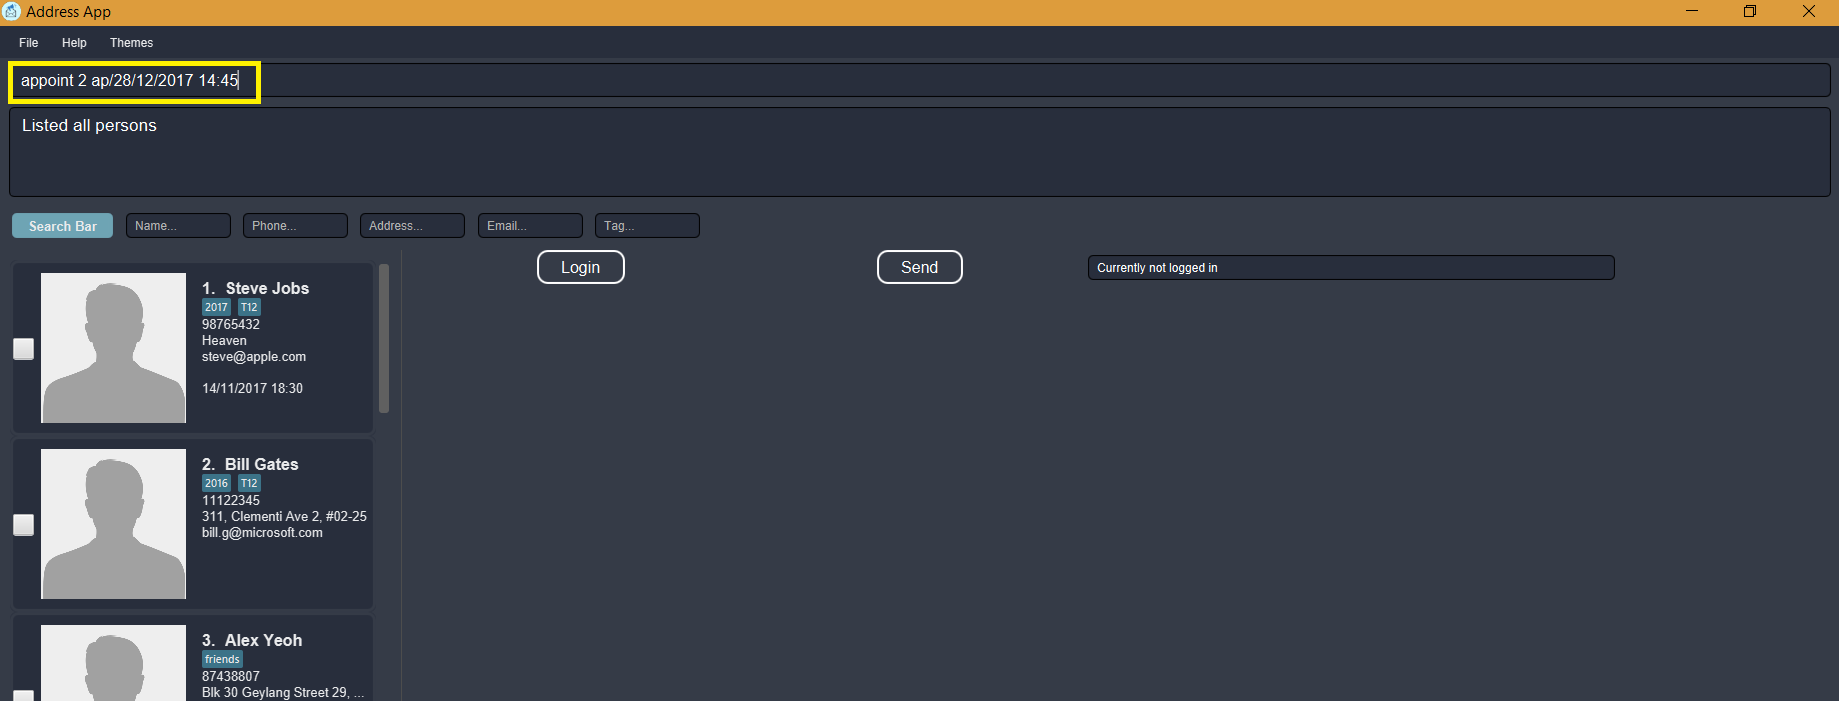 Address App
File Help Themes
appoint 2 ap/28/12/2017 14:45
Listed all persons
Search Bar Name... Phone... Address... Email... Tag...
Login Send Currently not logged in
1. Steve Jobs
2017 T12
98765432
Heaven
steve@apple.com
14/11/2017 18:30
2. Bill Gates
2016 T12
11122345
311, Clementi Ave 2, #02-25
bill.g@microsoft.com
3. Alex Yeoh
friends
87438807
Blk 30 Geylang Street 29, ...